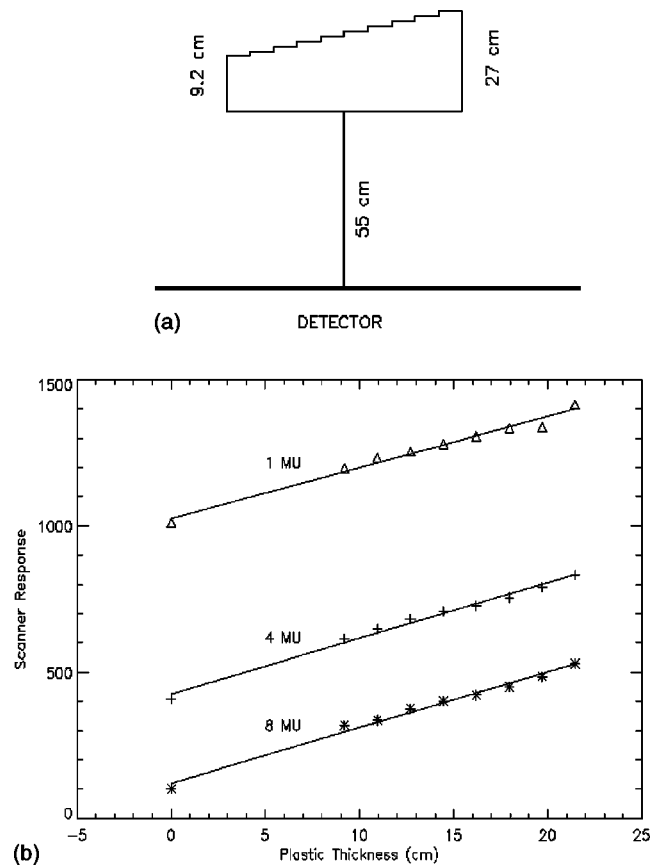 9.2 cm
27 cm
55 cm
(a)
DETECTOR
1500
1000
500
0
1 MU
4 MU
8 MU
Scanner Response
-5
0
5
10
15
20
25
Plastic Thickness (cm)
(b)